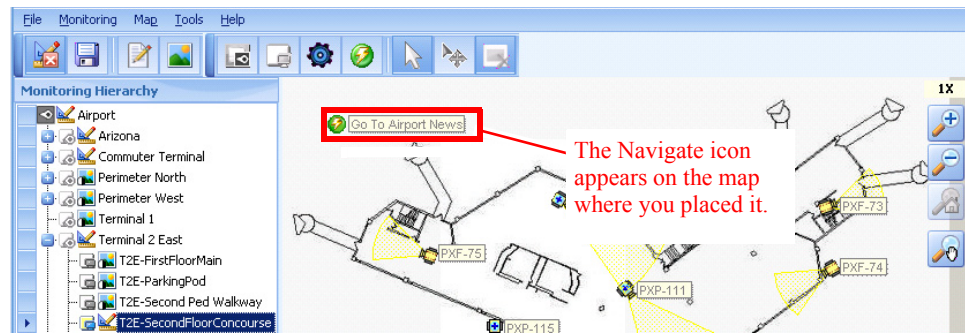 File Monitoring Map Tools Help
Monitoring Hierarchy
1X
Airport
Arizona
Commuter Terminal
Perimeter North
Perimeter West
Terminal 1
Terminal 2 East
T2E-FirstFloorMain
T2E-ParkingPod
T2E-Second Ped Walkway
T2E-SecondFloorConcourse
Go To Airport News
The Navigate icon
appears on the map
where you placed it.
PXF-73
PXF-75
PXF-74
PXP-111
PXP-115